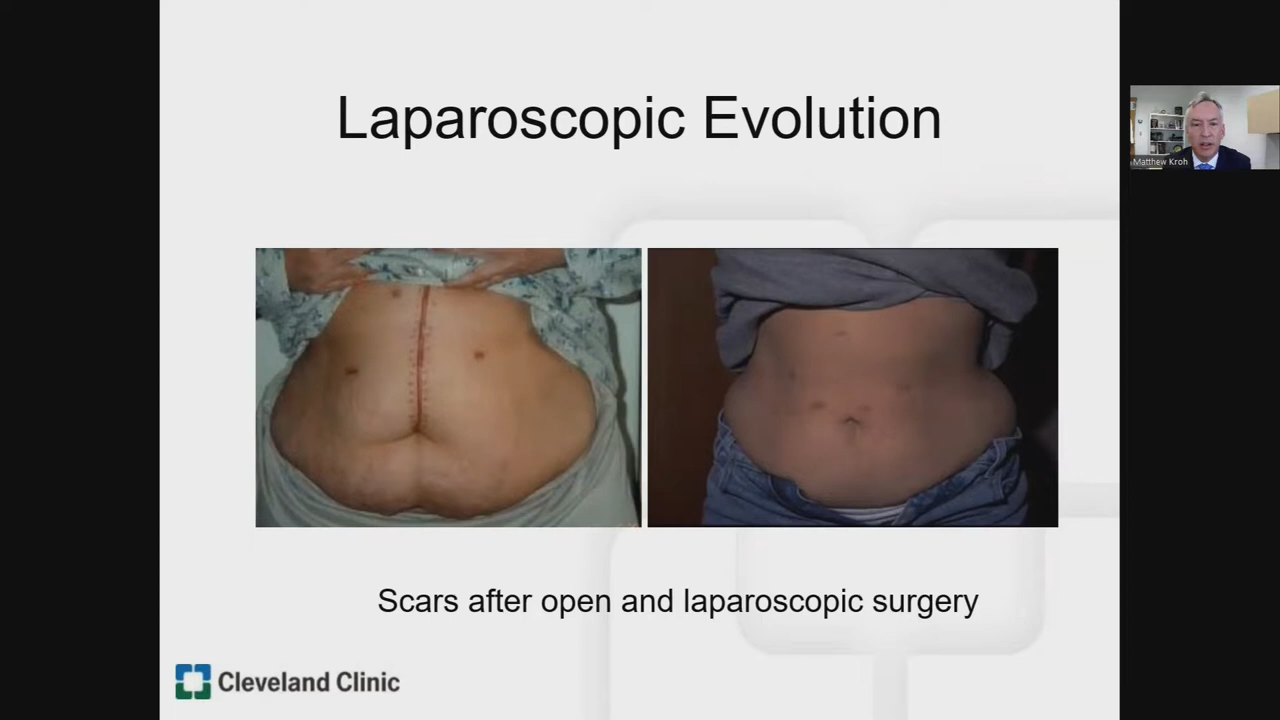 Laparoscopic Evolution
Matthew Kroh
Scars after open and laparoscopic surgery
Cleveland Clinic